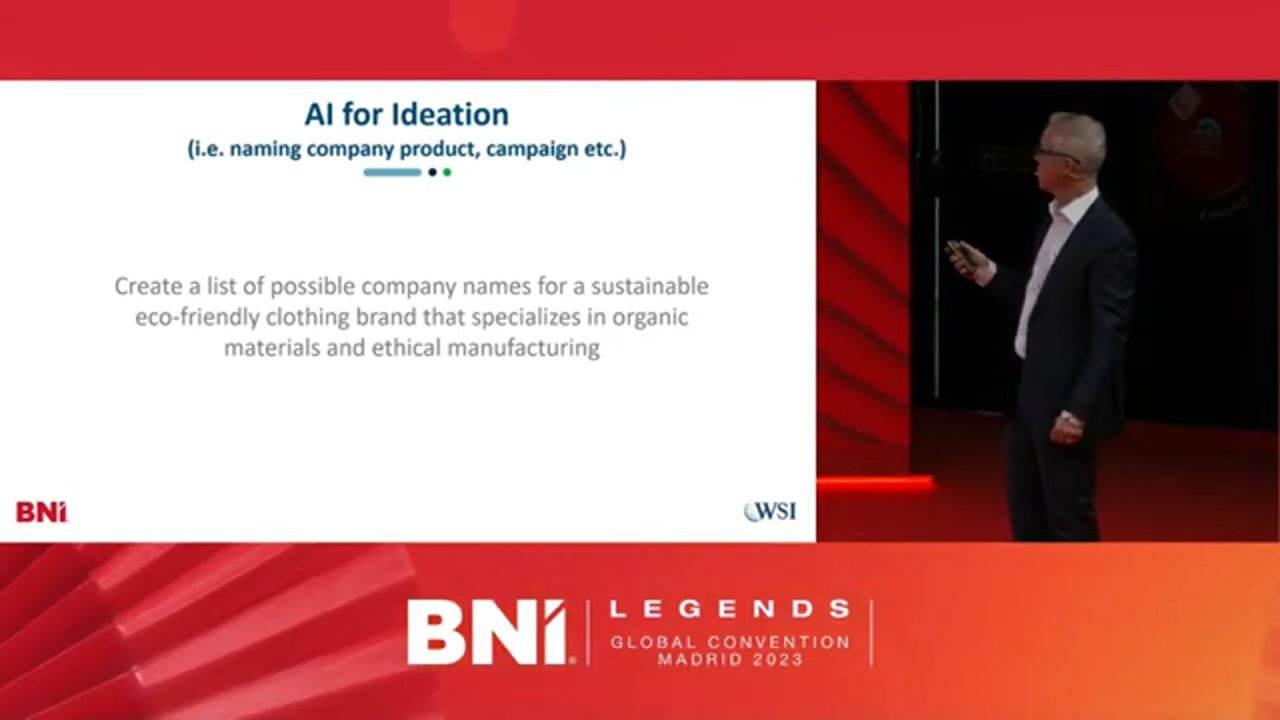 AI for Ideation
(i.e. naming company product, campaign etc.)
Create a list of possible company names for a sustainable
eco-friendly clothing brand that specializes in organic
materials and ethical manufacturing
BNI
WSI
BNI®
LEGENDS
GLOBAL CONVENTION
MADRID 2023